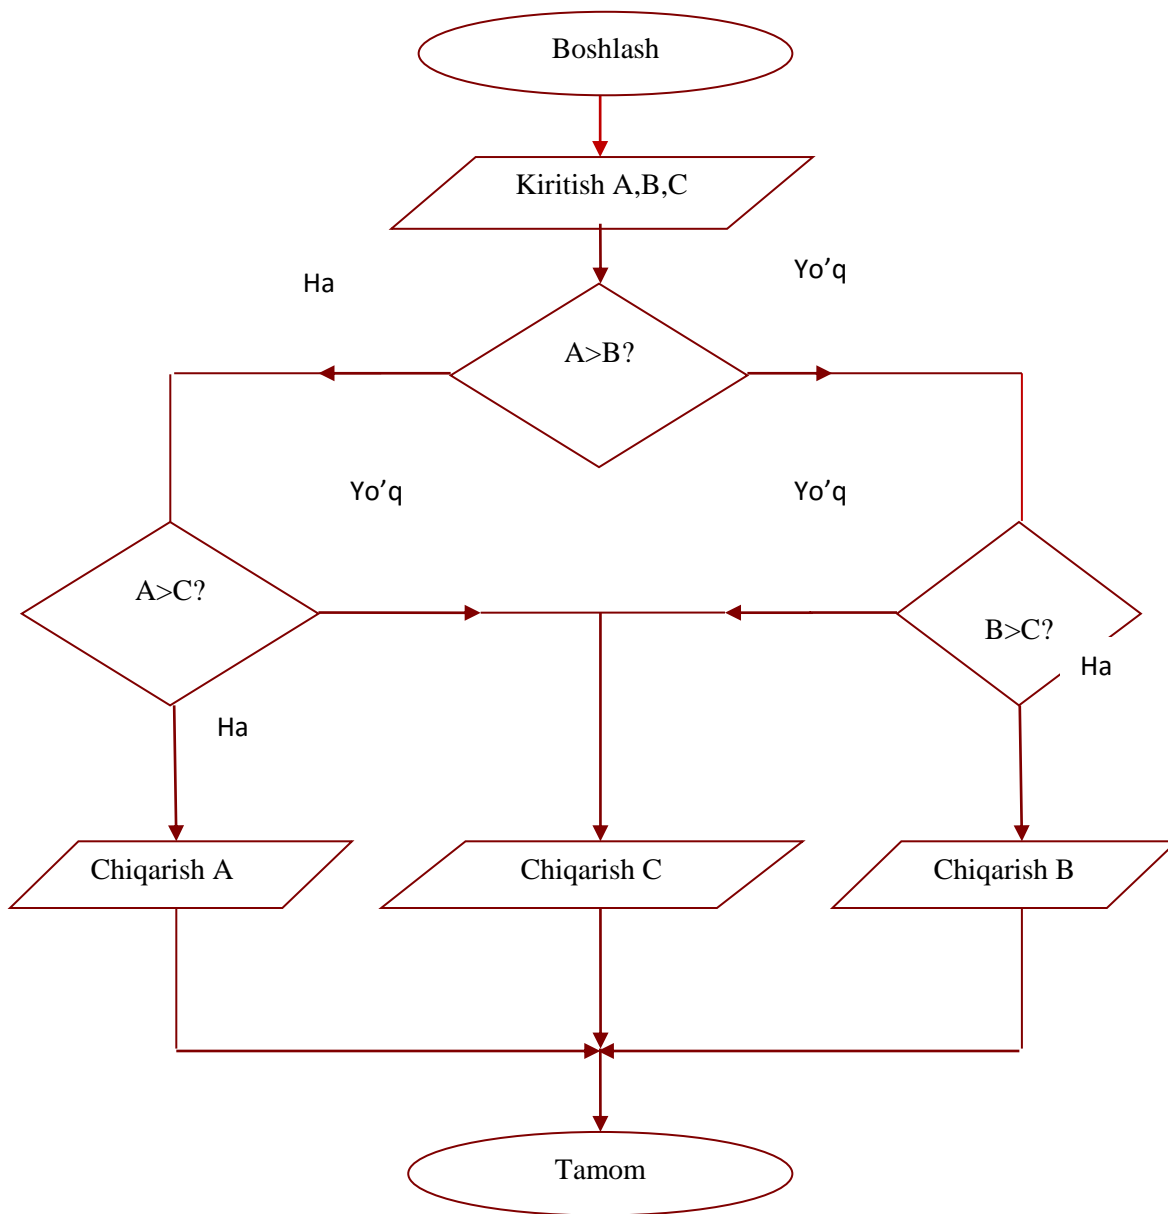 Boshlash
Kiritish A,B,C
Ha
Yo’q
A>B?
Yo’q
Yo’q
A>C?
B>C?
Ha
Ha
Chiqarish A
Chiqarish C
Chiqarish B
Tamom